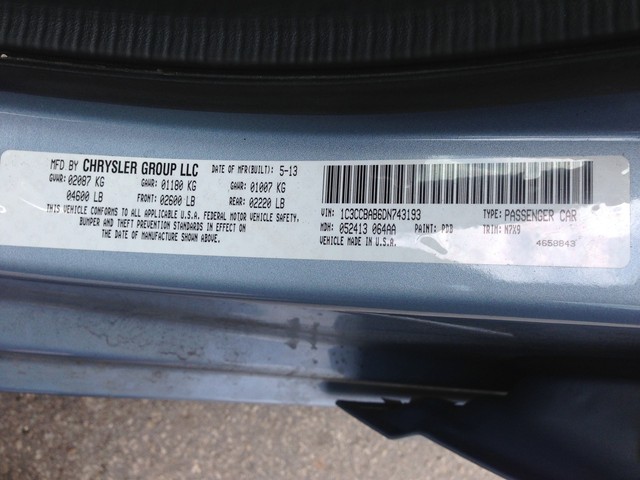 MFD BY CHRYSLER GROUP LLC DATE OF MFR(BUILT): 5-13
GVWR: 02087 KG GAWR: 01180 KG GAWR: 01007 KG
04600 LB FRONT: 02600 LB REAR: 02220 LB
THIS VEHICLE CONFORMS TO ALL APPLICABLE U.S.A. FEDERAL MOTOR VEHICLE SAFETY,
BUMPER AND THEFT PREVENTION STANDARDS IN EFFECT ON
THE DATE OF MANUFACTURE SHOWN ABOVE.
VIN: 1C3CCBAB6DN743193 TYPE: PASSENGER CAR
MDH: 052413 064AA PAINT: PDB TRIM: M7X9
VEHICLE MADE IN U.S.A. 4658843